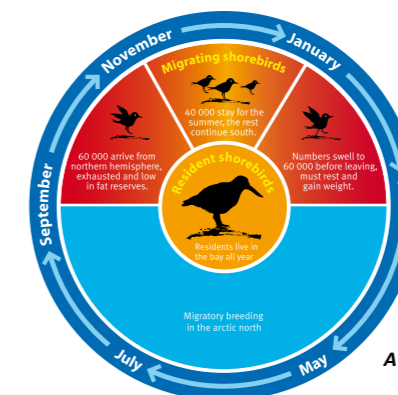 November
January
Migrating shorebirds
40 000 stay for the
summer, the rest
continue south.
60 000 arrive from
northern hemisphere,
exhausted and low
in fat reserves.
Numbers swell to
60 000 before leaving,
must rest and
gain weight.
Resident shorebirds
Residents live in
the bay all year
September
Migratory breeding
in the arctic north
July
May
A